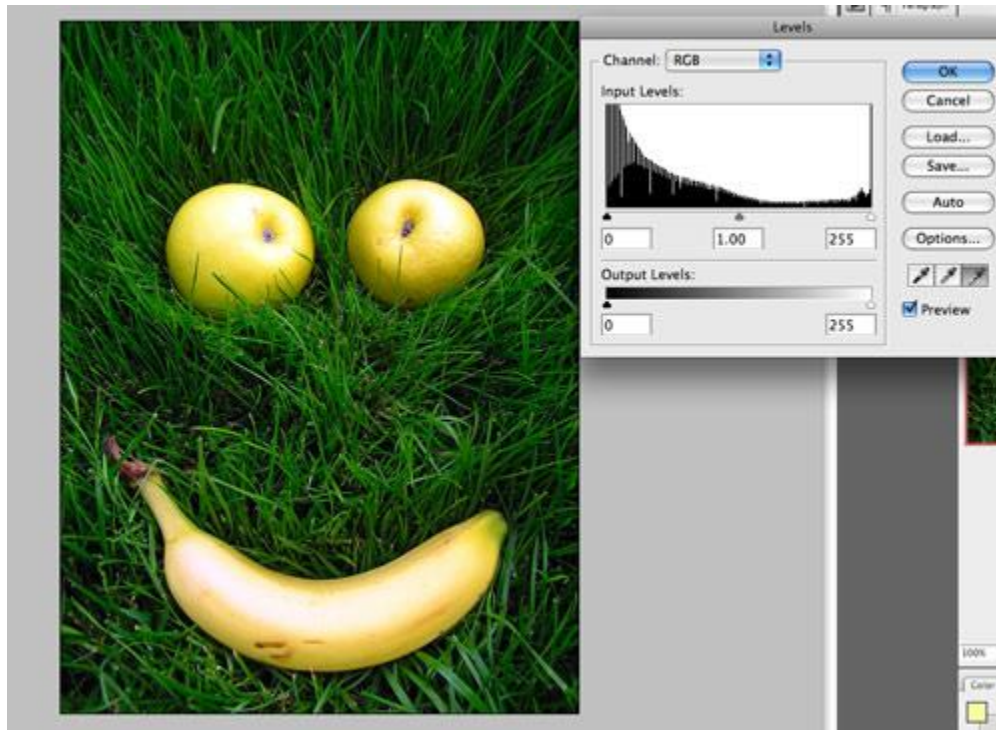 Levels
Channel: RGB
Input Levels:
0 1.00 255
Output Levels:
0 255
OK
Cancel
Load...
Save...
Auto
Options...
Preview
100%
Color